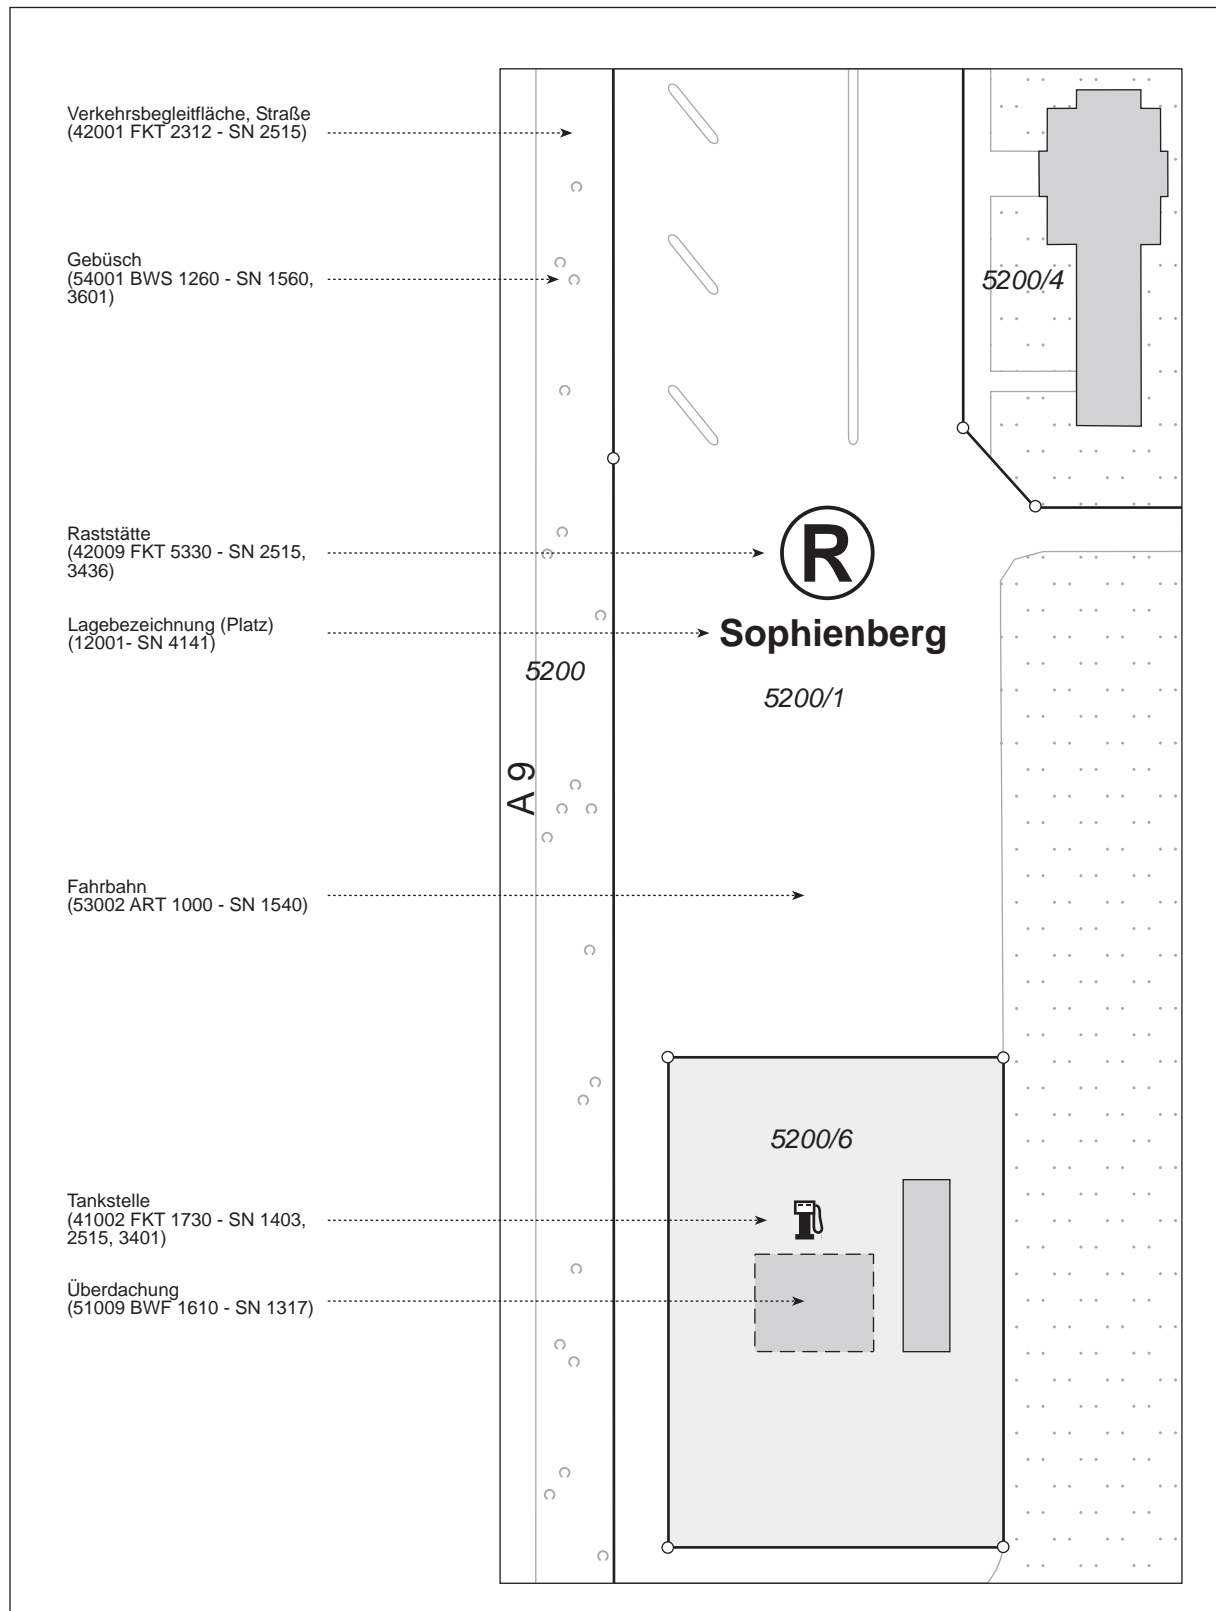 Verkehrsbegleitfläche, Straße
(42001 FKT 2312 - SN 2515)
Gebüsch
(54001 BWS 1260 - SN 1560,
3601)
5200/4
Raststätte
(42009 FKT 5330 - SN 2515,
3436)
R
Lagebezeichnung (Platz)
(12001- SN 4141)
Sophienberg
5200
5200/1
A 9
Fahrbahn
(53002 ART 1000 - SN 1540)
5200/6
Tankstelle
(41002 FKT 1730 - SN 1403,
2515, 3401)
Überdachung
(51009 BWF 1610 - SN 1317)